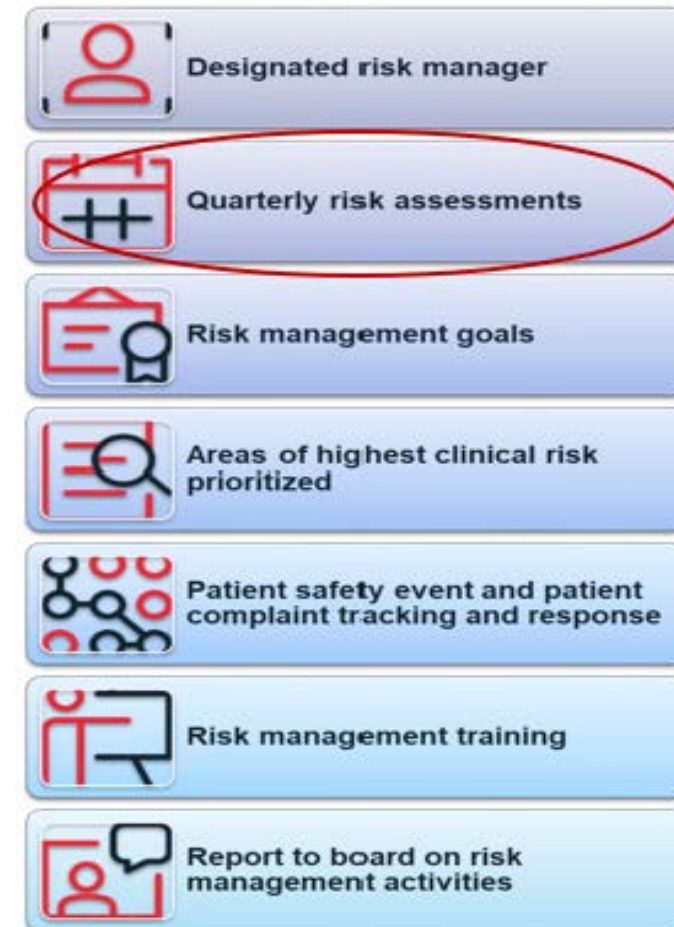 Designated risk manager
Quarterly risk assessments
Risk management goals
Areas of highest clinical risk
prioritized
Patient safety event and patient
complaint tracking and response
Risk management training
Report to board on risk
management activities